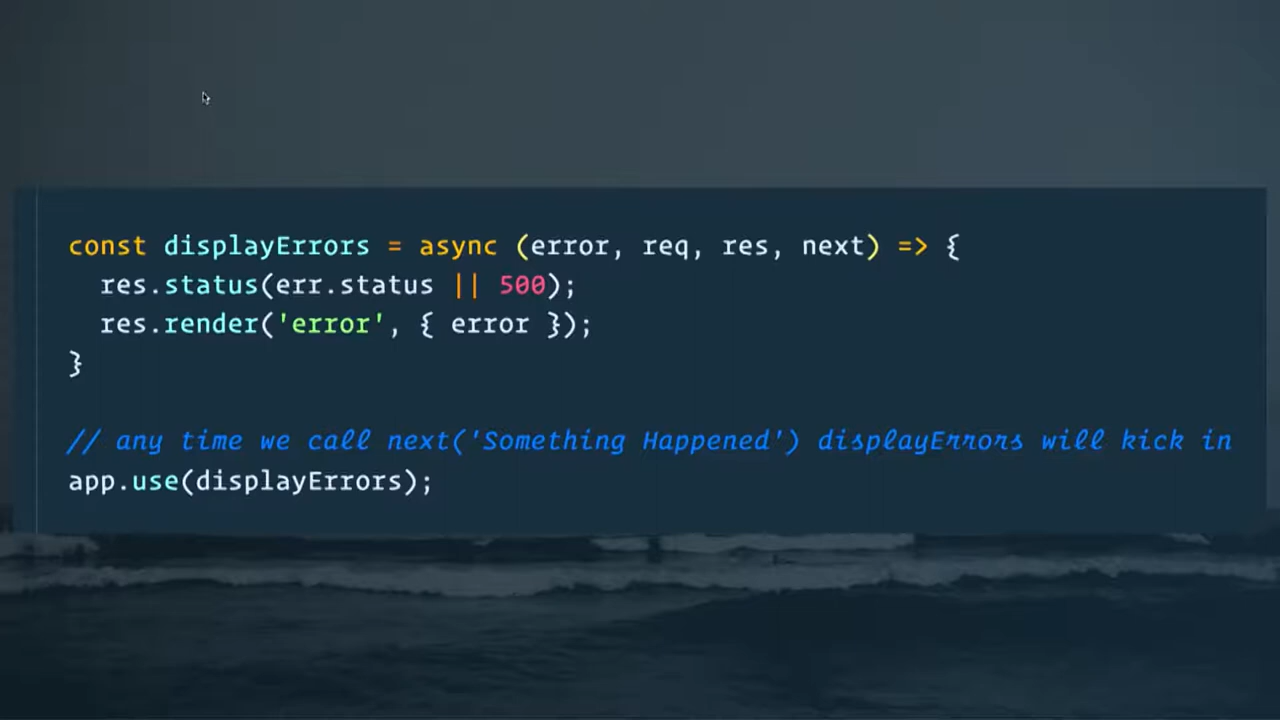 const displayErrors = async (error, req, res, next) => {
  res.status(err.status || 500);
  res.render('error', { error });
}
// any time we call next('Something Happened') displayErrors will kick in
app.use(displayErrors);